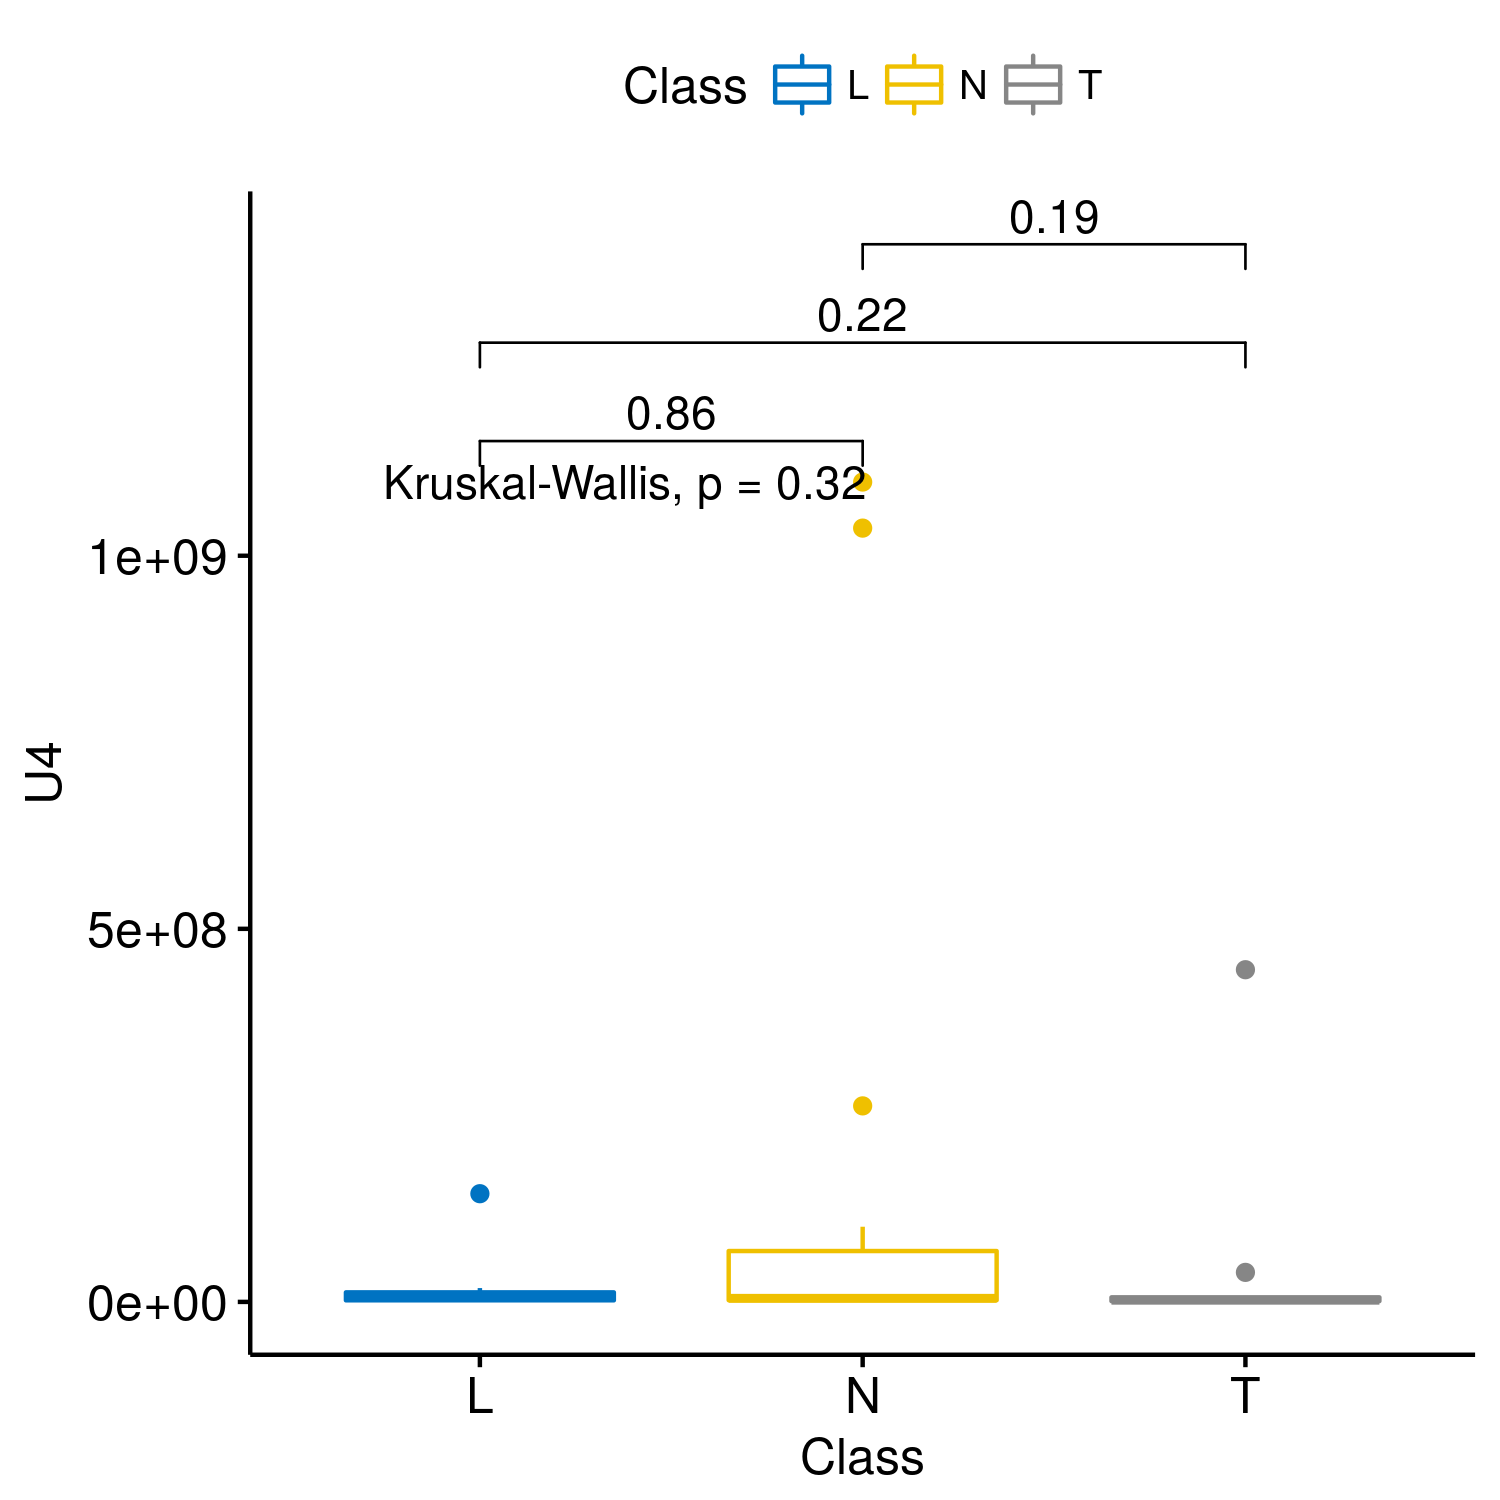 Class L N T
0.19
0.22
0.86
Kruskal-Wallis, p = 0.32
1e+09
5e+08
0e+00
U4
L N T
Class